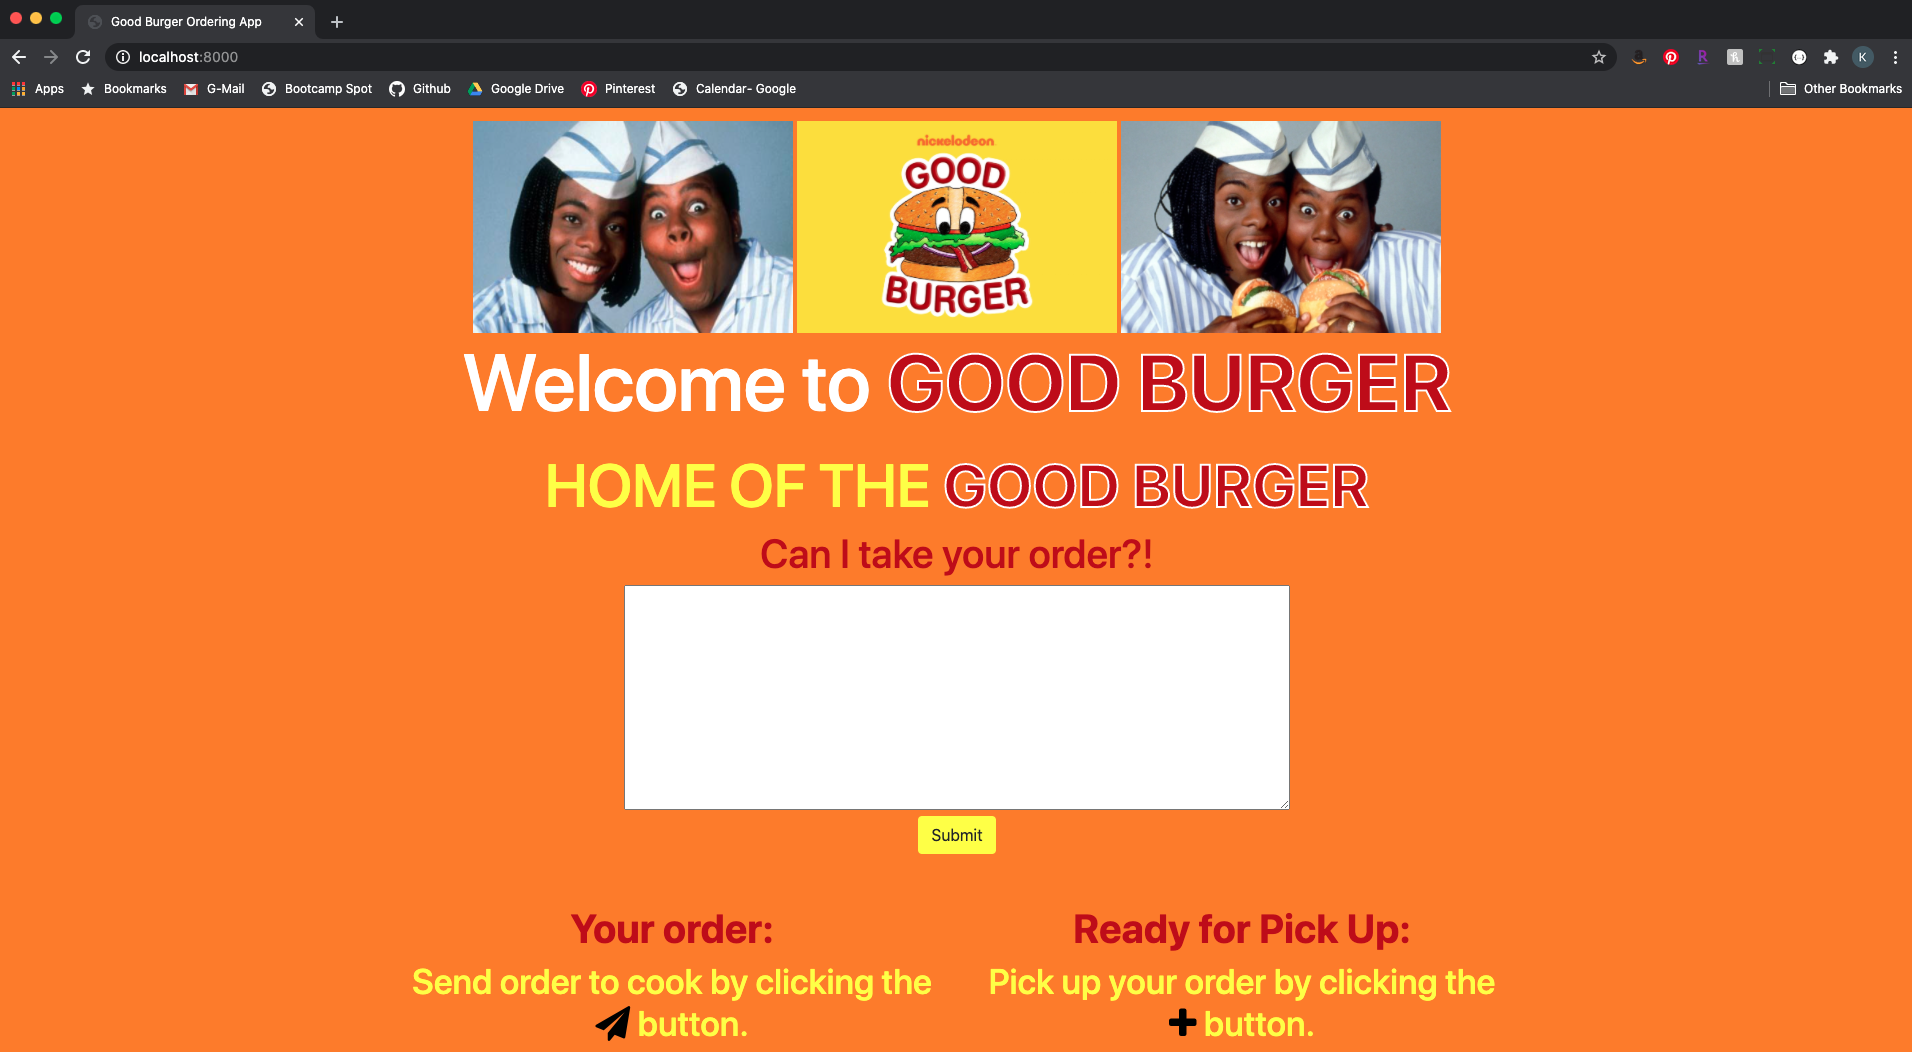 Good Burger Ordering App
localhost:8000
K
Apps Bookmarks G-Mail Bootcamp Spot Github Google Drive Pinterest Calendar- Google Other Bookmarks
nickelodeon
GOOD
BURGER
Welcome to GOOD BURGER
HOME OF THE GOOD BURGER
Can I take your order?!
Submit
Your order:
Send order to cook by clicking the
button.
Ready for Pick Up:
Pick up your order by clicking the
button.